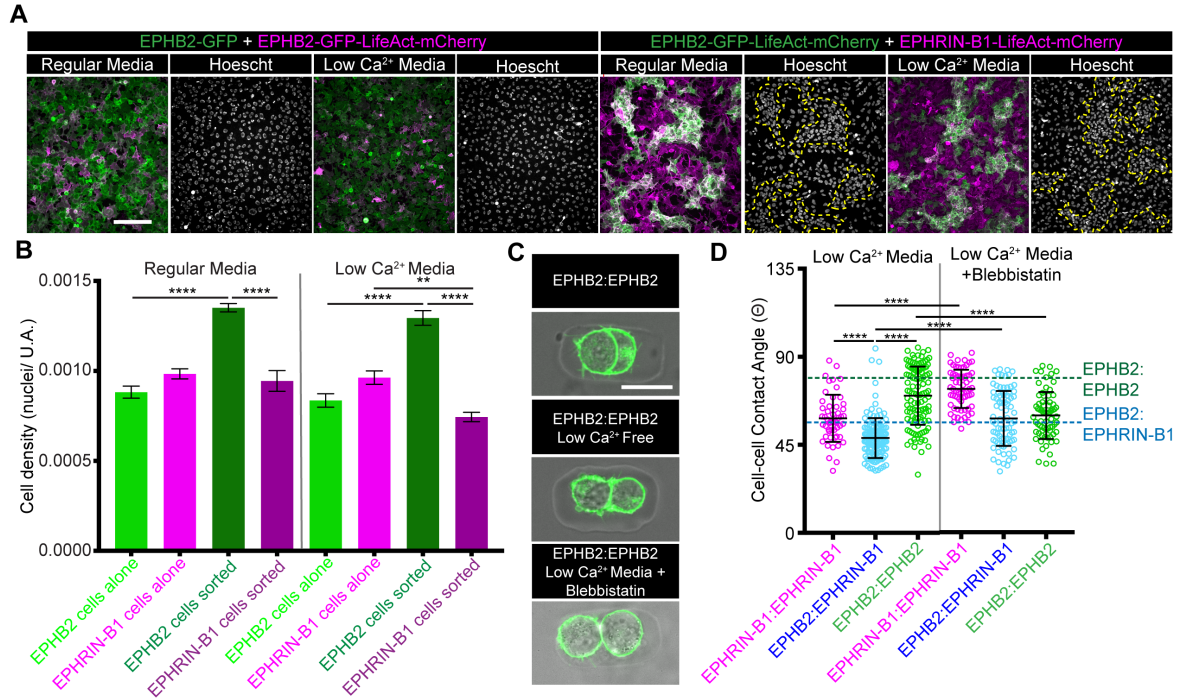 A
EPHB2-GFP + EPHB2-GFP-LifeAct-mCherry
EPHB2-GFP-LifeAct-mCherry + EPHRIN-B1-LifeAct-mCherry
Regular Media Hoescht Low Ca²⁺ Media Hoescht Regular Media Hoescht Low Ca²⁺ Media Hoescht
B
Regular Media
Low Ca²⁺ Media
Cell density (nuclei/ U.A.)
0.0015
0.0010
0.0005
0.0000
****
****
****
**
****
EPHB2 cells alone
EPHRIN-B1 cells alone
EPHB2 cells sorted
EPHRIN-B1 cells sorted
EPHB2 cells alone
EPHRIN-B1 cells alone
EPHB2 cells sorted
EPHRIN-B1 cells sorted
C
EPHB2:EPHB2
EPHB2:EPHB2
Low Ca²⁺ Free
EPHB2:EPHB2
Low Ca²⁺ Media +
Blebbistatin
D
Low Ca²⁺ Media
Low Ca²⁺ Media
+Blebbistatin
Cell-cell Contact Angle (Θ)
135
90
45
0
****
****
****
****
****
EPHB2:
EPHB2
EPHB2:
EPHRIN-B1
EPHRIN-B1:EPHRIN-B1
EPHB2:EPHRIN-B1
EPHB2:EPHB2
EPHRIN-B1:EPHRIN-B1
EPHB2:EPHRIN-B1
EPHB2:EPHB2